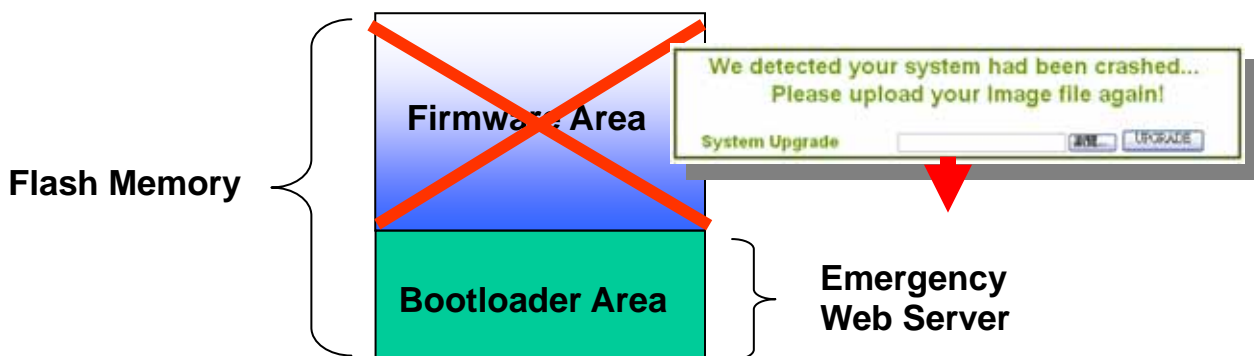 We detected your system had been crashed...
Please upload your Image file again!
System Upgrade
UPGRADE
Firmware Area
Flash Memory
Bootloader Area
Emergency
Web Server